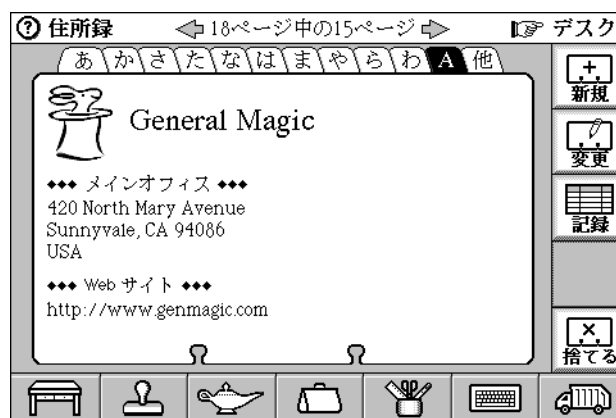 ? 住所録
18ページ中の15ページ
デスク
あ か さ た な は ま や ら わ A 他
General Magic
◆◆◆ メインオフィス ◆◆◆
420 North Mary Avenue
Sunnyvale, CA 94086
USA
◆◆◆ Web サイト ◆◆◆
http://www.genmagic.com
新規
変更
記録
捨てる